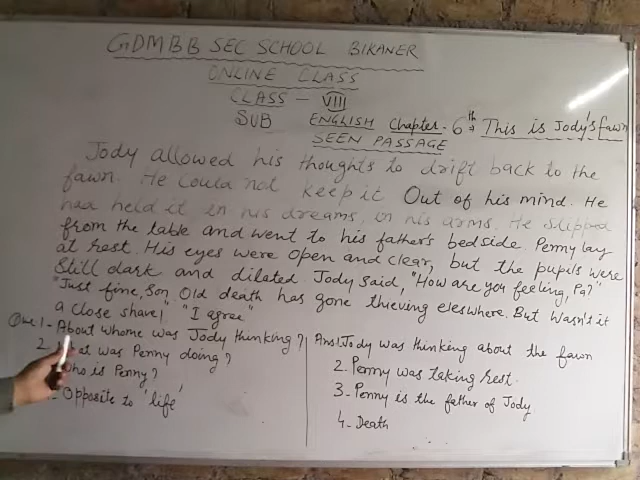 GDMBB SEC SCHOOL BIKANER
ONLINE CLASS
CLASS - VIII
SUB ENGLISH Chapter - 6th This is Jody's fawn
SEEN PASSAGE
Jody allowed his thoughts to drift back to the
fawn. He could not keep it Out of his mind. He
had held it in his dreams, in his arms. He slipped
from the table and went to his father's bedside. Penny lay
at rest. His eyes were open and clear, but the pupils were
still dark and dilated. Jody said, "How are you feeling, Pa?"
"Just fine, Son. Old death has gone thieving elsewhere. But wasn't it
a close shave! "I agree"
Que 1- About whome was Jody thinking?
2. at was Penny doing?
ho is Penny?
Opposite to 'life'
Ans1 Jody was thinking about the fawn
2. Penny was taking rest.
3- Penny is the father of Jody
4- Death